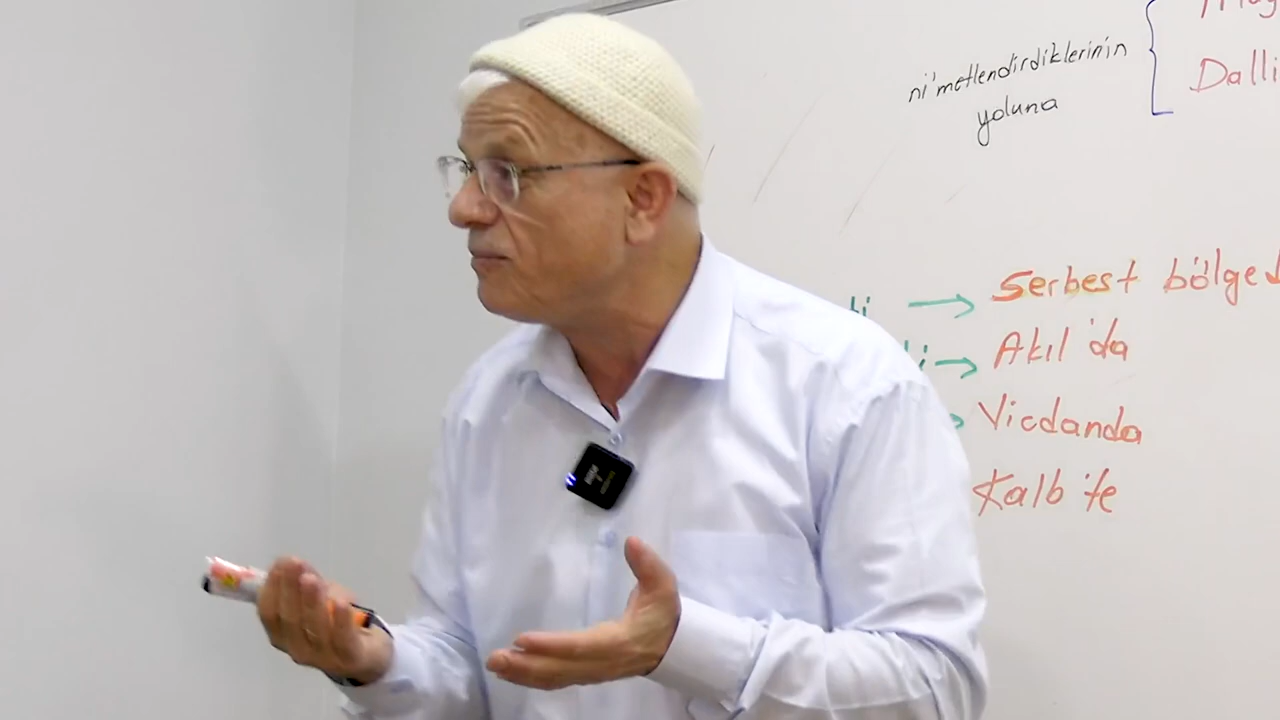 ni'metlendirdiklerinin
yoluna
Dalli
Serbest bölge
Akıl'da
Vicdanda
Kalb'te